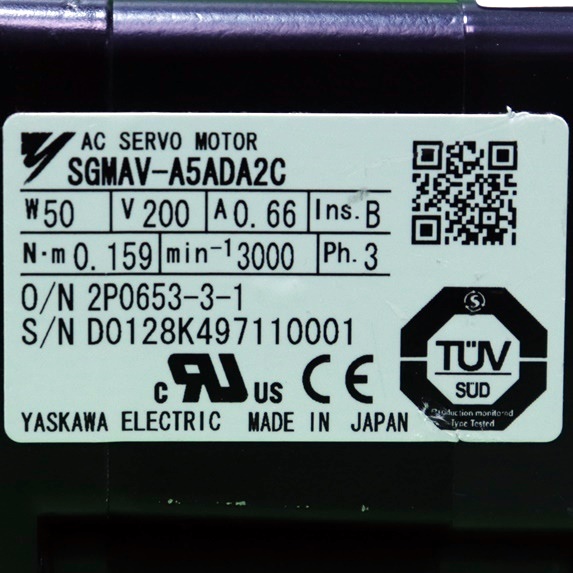 AC SERVO MOTOR
SGMAV-A5ADA2C
W 50 V 200 A 0.66 Ins. B
N·m 0.159 min-1 3000 Ph. 3
O/N 2P0653-3-1
S/N D0128K497110001
c RU US CE
S
TÜV
SÜD
Production monitored
Type Tested
YASKAWA ELECTRIC MADE IN JAPAN